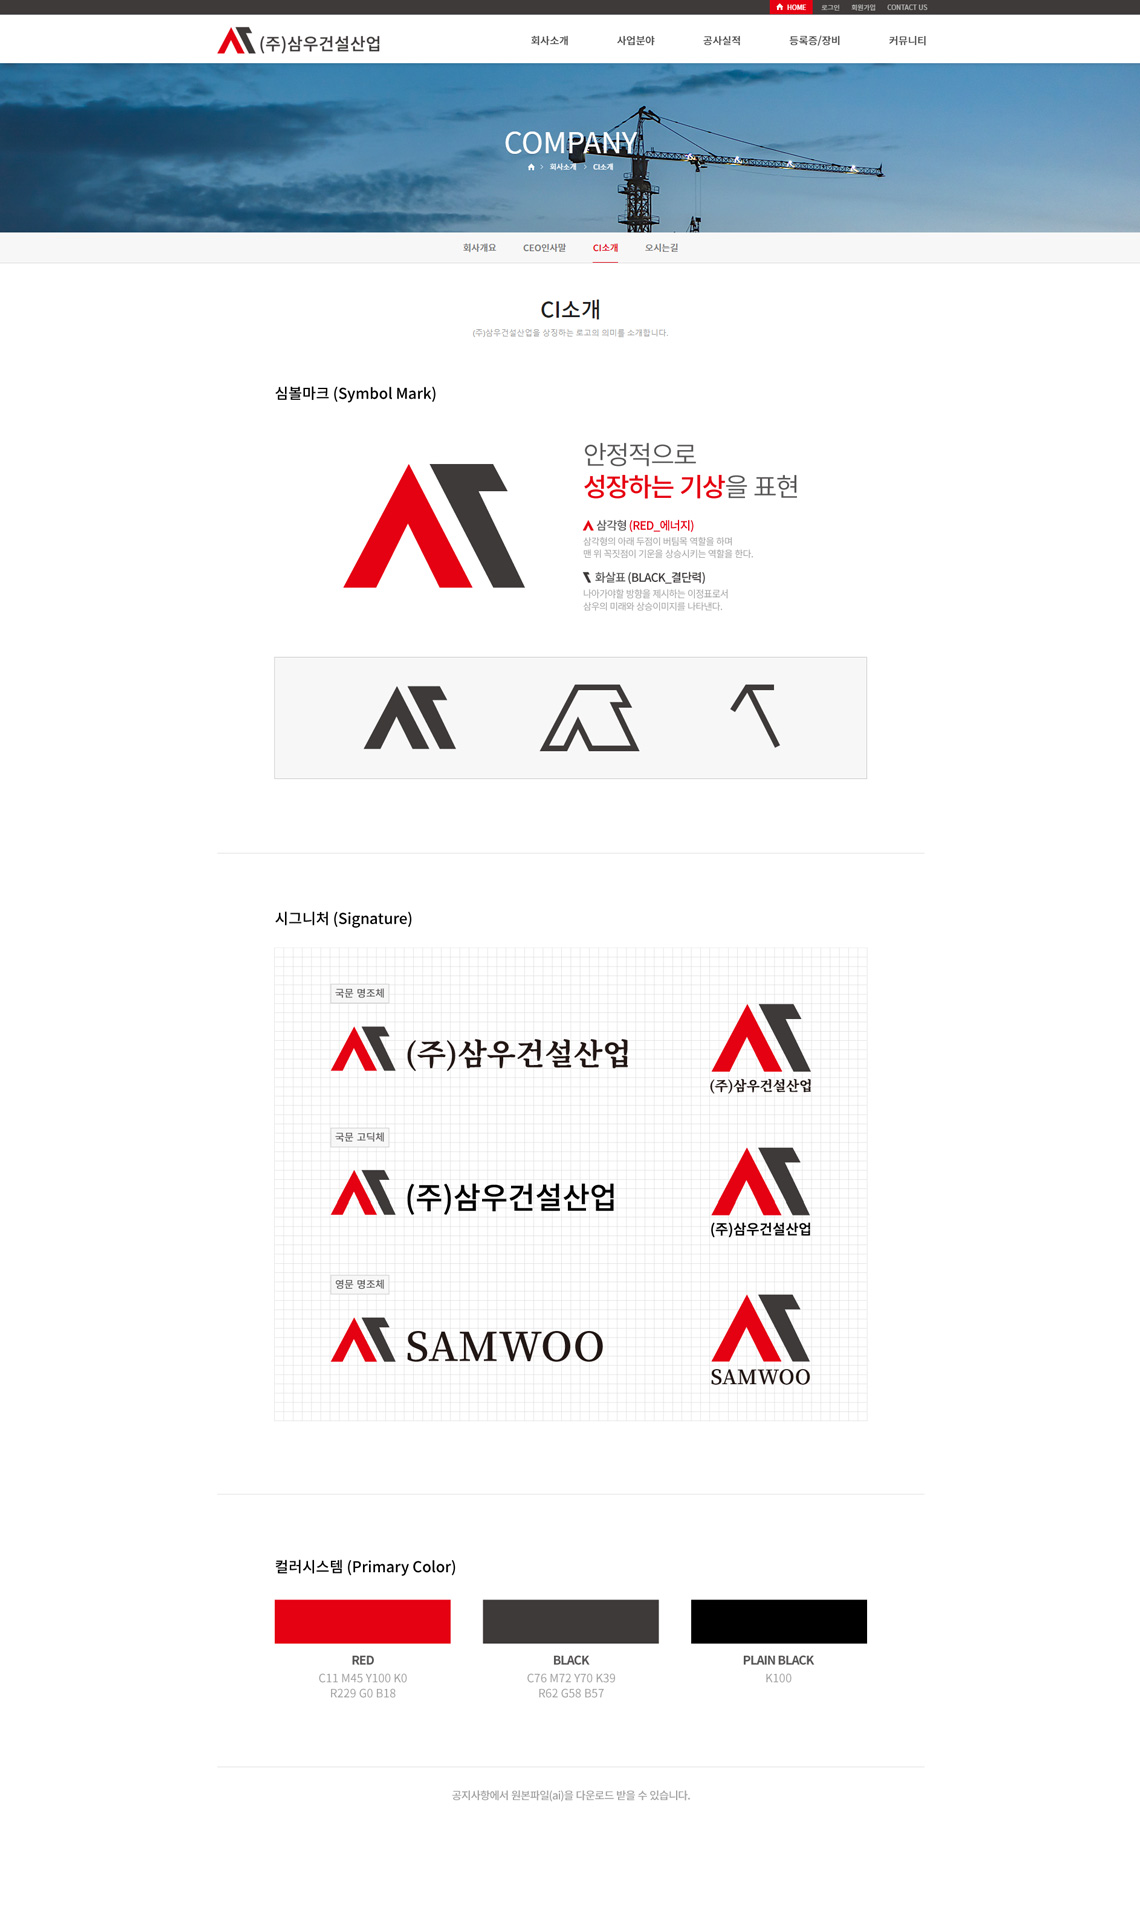 HOME 로그인 회원가입 CONTACT US
(주)삼우건설산업 회사소개 사업분야 공사실적 등록증/장비 커뮤니티
COMPANY
회사소개 > CI소개
회사개요 CEO인사말 CI소개 오시는길
CI소개
(주)삼우건설산업을 상징하는 로고의 의미를 소개합니다.
심볼마크 (Symbol Mark)
안정적으로
성장하는 기상을 표현
삼각형 (RED_에너지)
삼각형의 아래 두점이 버팀목 역할을 하며
맨 위 꼭짓점이 기운을 상승시키는 역할을 한다.
화살표 (BLACK_결단력)
나아가야할 방향을 제시하는 이정표로서
삼우의 미래와 상승이미지를 나타낸다.
시그니처 (Signature)
국문 명조체
(주)삼우건설산업
(주)삼우건설산업
국문 고딕체
(주)삼우건설산업
(주)삼우건설산업
영문 명조체
SAMWOO
SAMWOO
컬러시스템 (Primary Color)
RED BLACK PLAIN BLACK
C11 M45 Y100 K0 C76 M72 Y70 K39 K100
R229 G0 B18 R62 G58 B57
공지사항에서 원본파일(ai)을 다운로드 받을 수 있습니다.